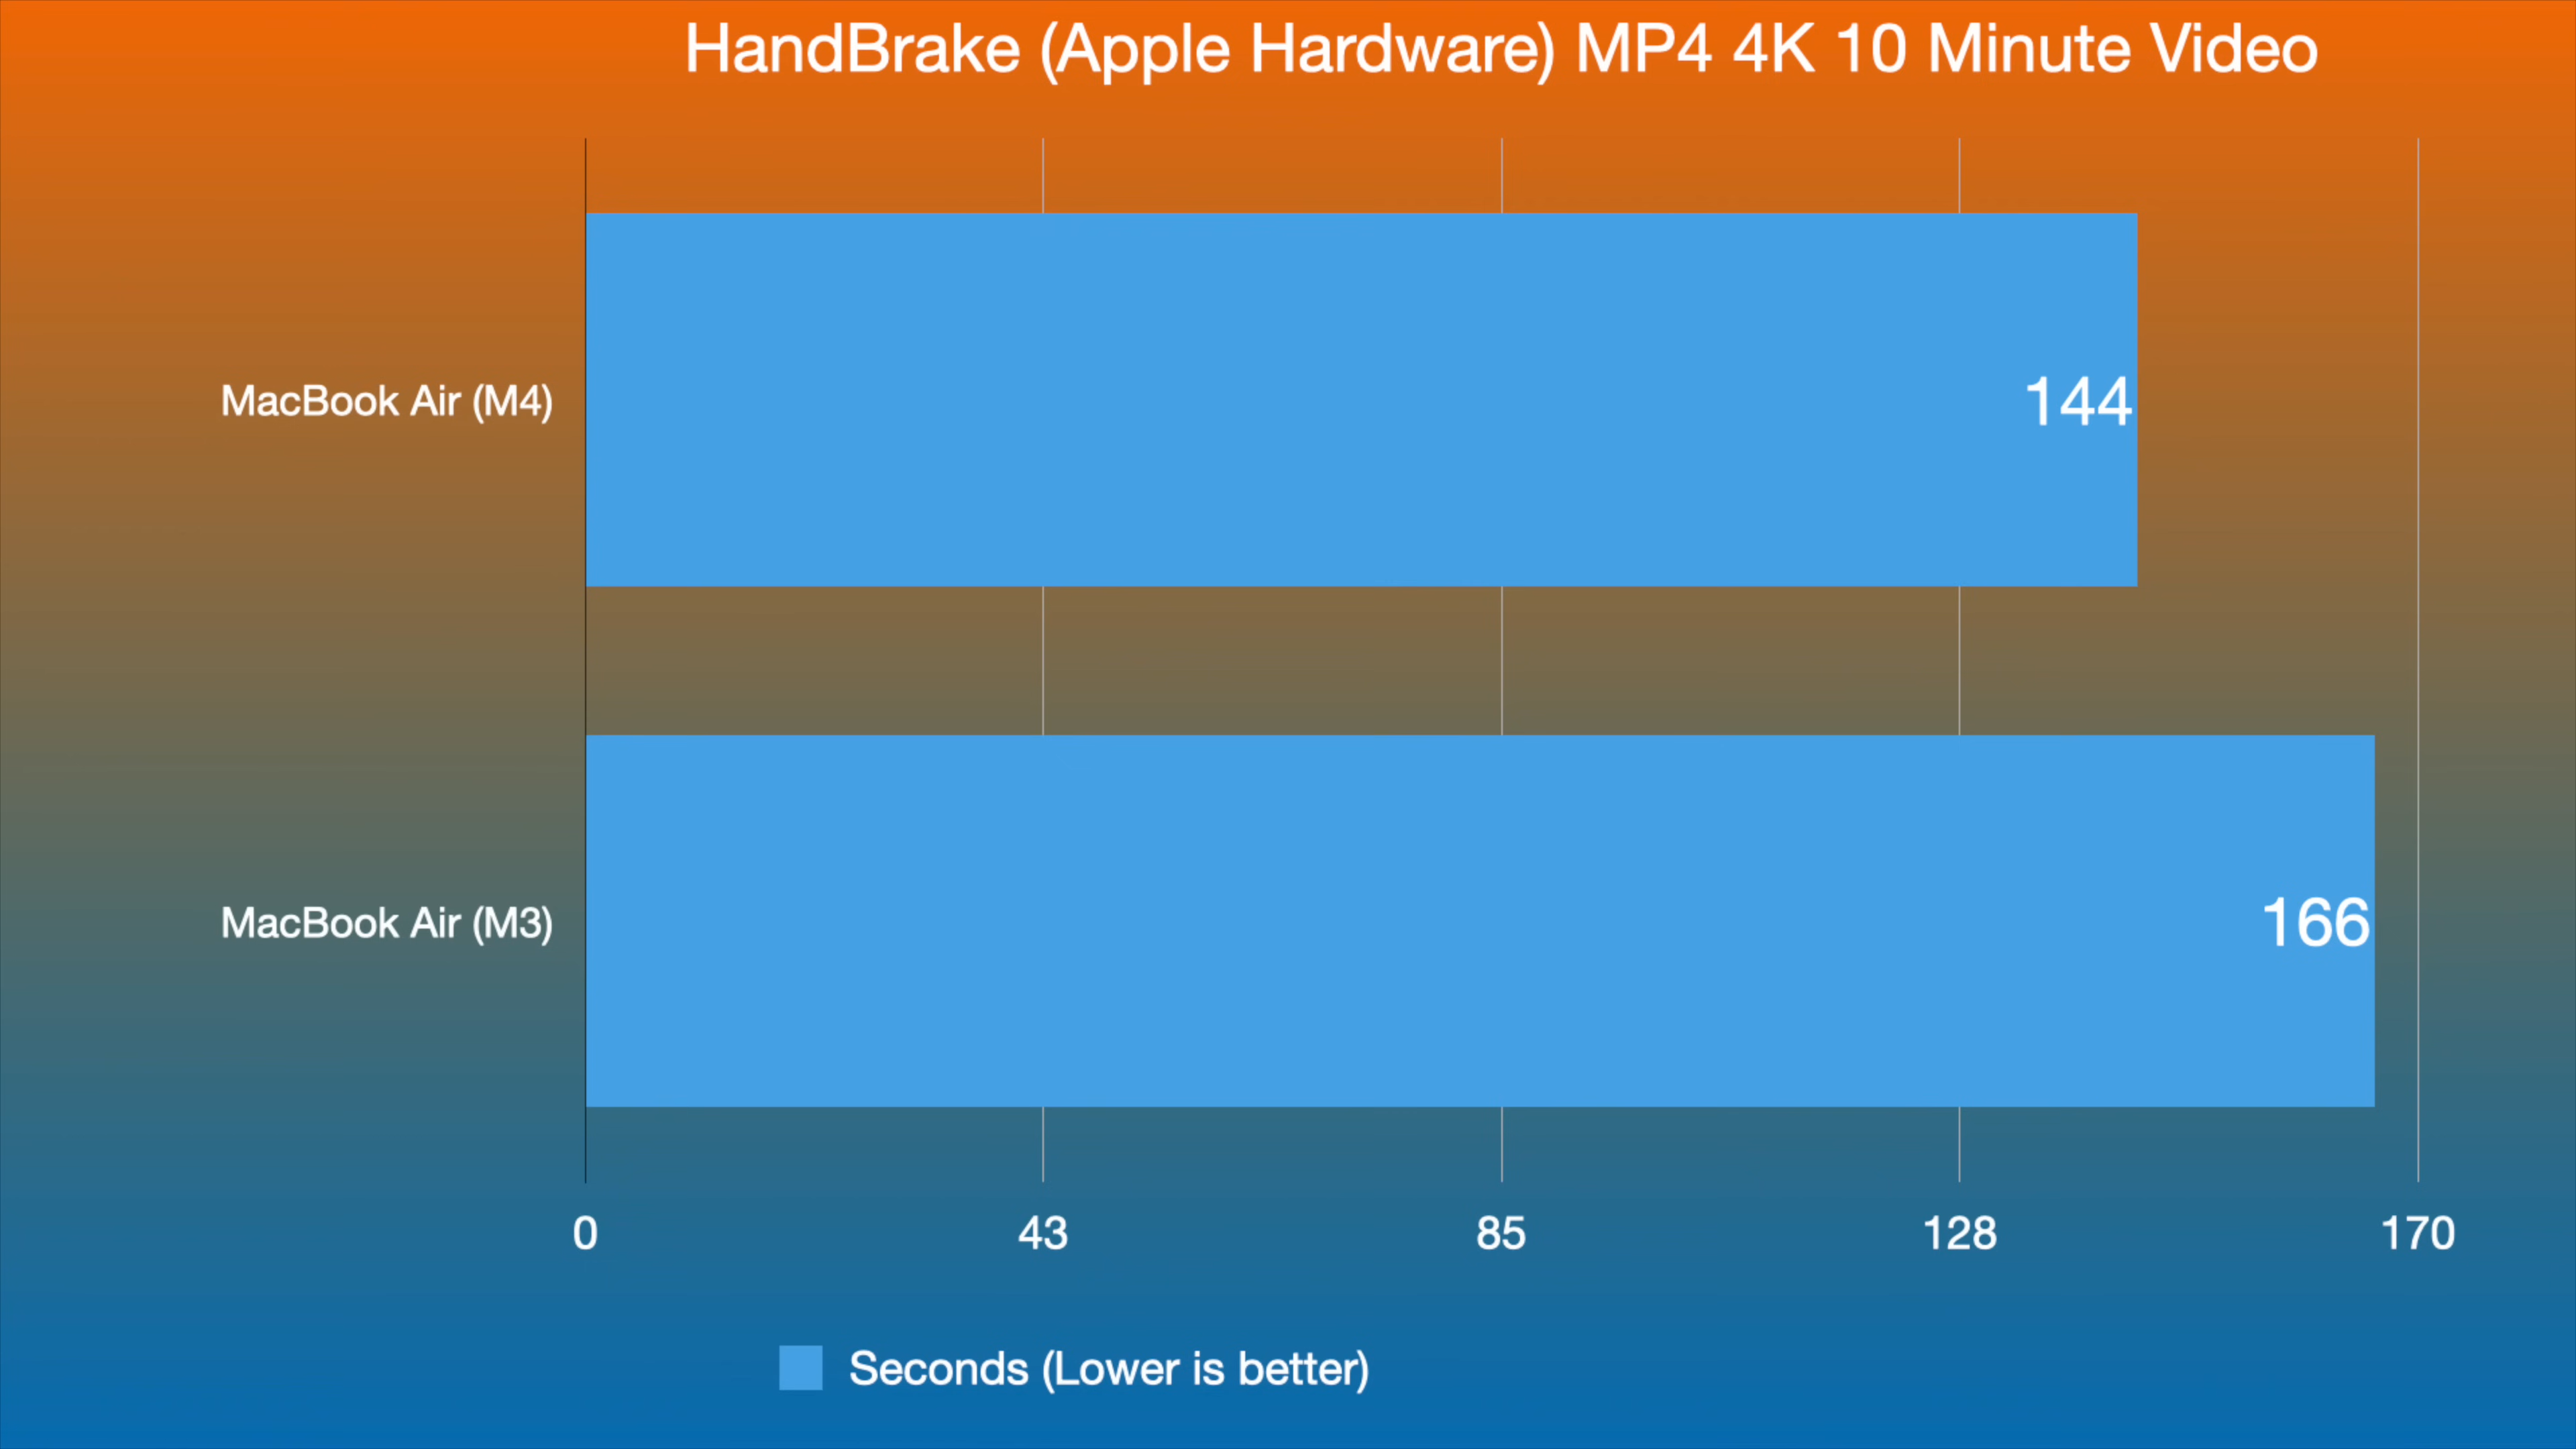 HandBrake (Apple Hardware) MP4 4K 10 Minute Video
MacBook Air (M4)
144
MacBook Air (M3)
166
0 43 85 128 170
Seconds (Lower is better)